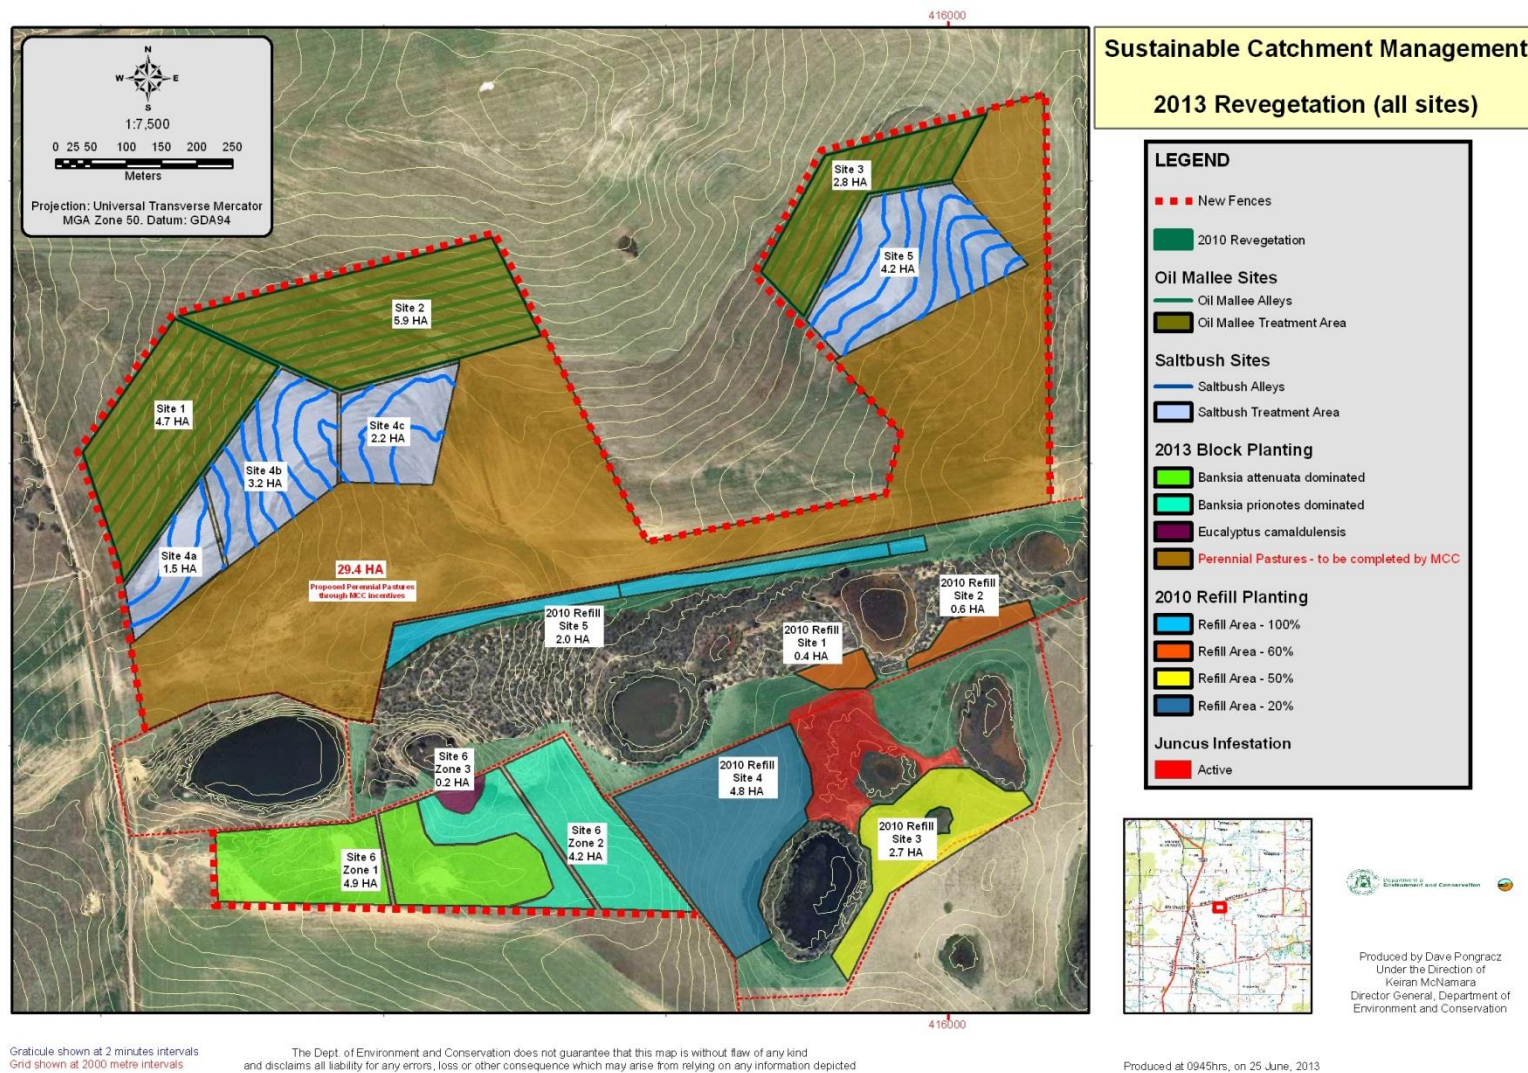 416000
Sustainable Catchment Management
2013 Revegetation (all sites)
N
W
E
S
1:7,500
0 25 50 100 150 200 250
Meters
Projection: Universal Transverse Mercator
MGA Zone 50. Datum: GDA94
Site 3
2.8 HA
Site 5
4.2 HA
Site 2
5.9 HA
Site 1
4.7 HA
Site 4c
2.2 HA
Site 4b
3.2 HA
Site 4a
1.5 HA
29.4 HA
Proposed Perennial Pastures
through MCC incentives
2010 Refill
Site 2
0.6 HA
2010 Refill
Site 5
2.0 HA
2010 Refill
Site 1
0.4 HA
Site 6
Zone 3
0.2 HA
2010 Refill
Site 4
4.8 HA
Site 6
Zone 2
4.2 HA
2010 Refill
Site 3
2.7 HA
Site 6
Zone 1
4.9 HA
LEGEND
New Fences
2010 Revegetation
Oil Mallee Sites
Oil Mallee Alleys
Oil Mallee Treatment Area
Saltbush Sites
Saltbush Alleys
Saltbush Treatment Area
2013 Block Planting
Banksia attenuata dominated
Banksia prionotes dominated
Eucalyptus camaldulensis
Perennial Pastures - to be completed by MCC
2010 Refill Planting
Refill Area - 100%
Refill Area - 60%
Refill Area - 50%
Refill Area - 20%
Juncus Infestation
Active
Department of
Environment and Conservation
Produced by Dave Pongracz
Under the Direction of
Keiran McNamara
Director General, Department of
Environment and Conservation
416000
Graticule shown at 2 minutes intervals
Grid shown at 2000 metre intervals
The Dept. of Environment and Conservation does not guarantee that this map is without flaw of any kind
and disclaims all liability for any errors, loss or other consequence which may arise from relying on any information depicted
Produced at 0945hrs, on 25 June, 2013